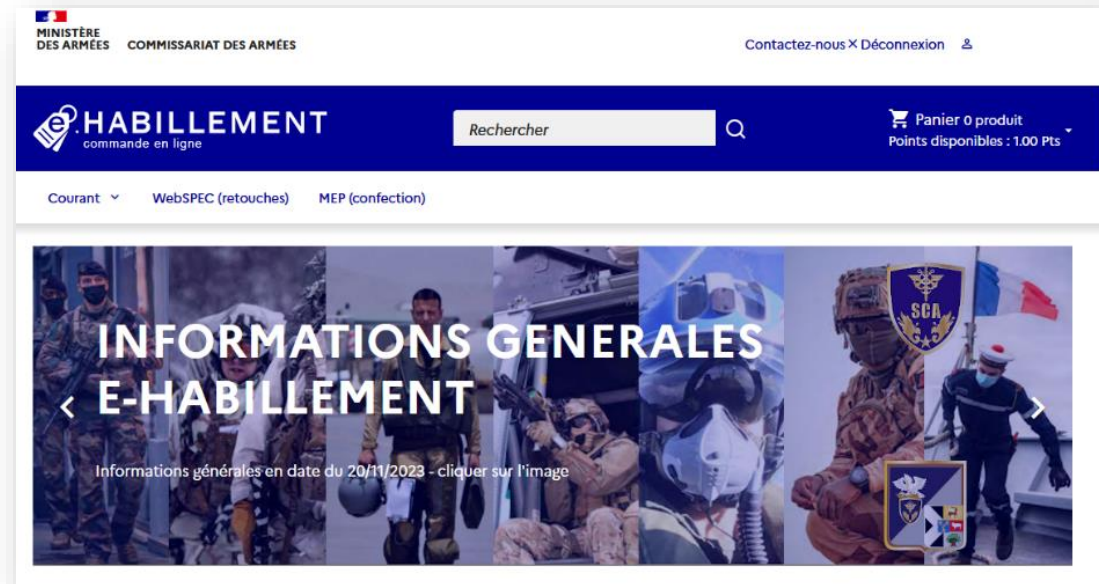 MINISTÈRE
DES ARMÉES
COMMISSARIAT DES ARMÉES
Contactez-nous × Déconnexion
e.HABILLEMENT
commande en ligne
Rechercher
Panier 0 produit
Points disponibles : 1.00 Pts
Courant
WebSPEC (retouches)
MEP (confection)
INFORMATIONS GENERALES
E-HABILLEMENT
SCA
Informations générales en date du 20/11/2023 - cliquer sur l'image